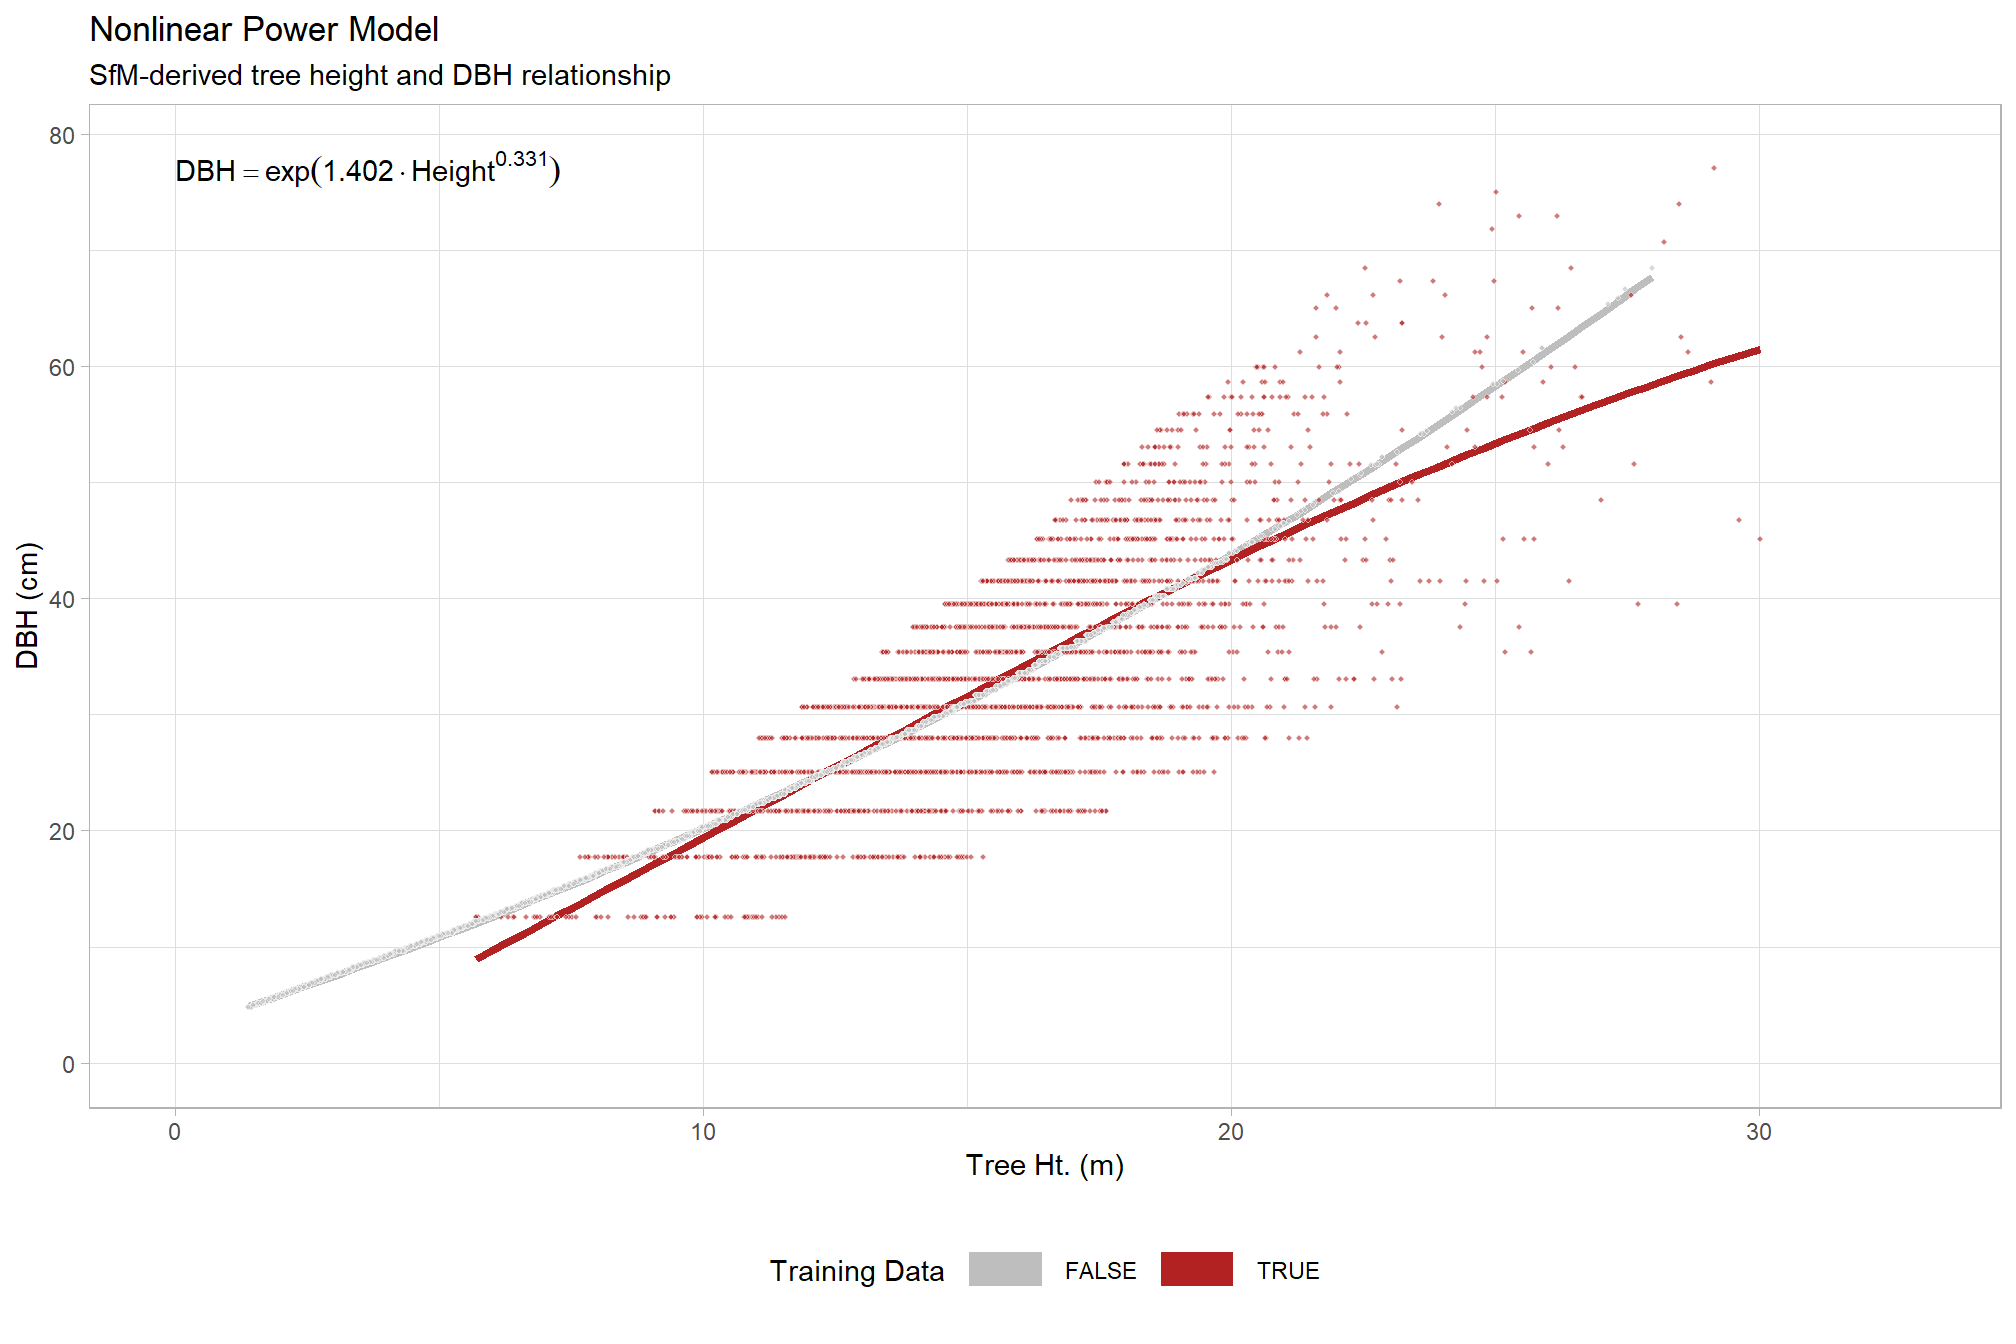 Nonlinear Power Model
SfM-derived tree height and DBH relationship
80
DBH = exp(1.402 · Height^0.331)
60
40
20
0
DBH (cm)
0 10 20 30
Tree Ht. (m)
Training Data FALSE TRUE